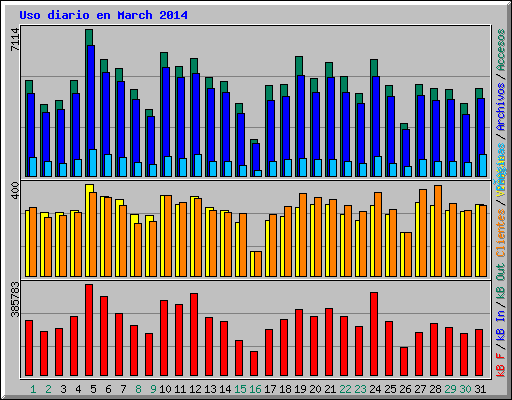 Uso diario en March 2014
7114
400
385783
kB F / kB In / kB Out Clientes / Páginas / Archivos / Accesos
1 2 3 4 5 6 7 8 9 10 11 12 13 14 15 16 17 18 19 20 21 22 23 24 25 26 27 28 29 30 31